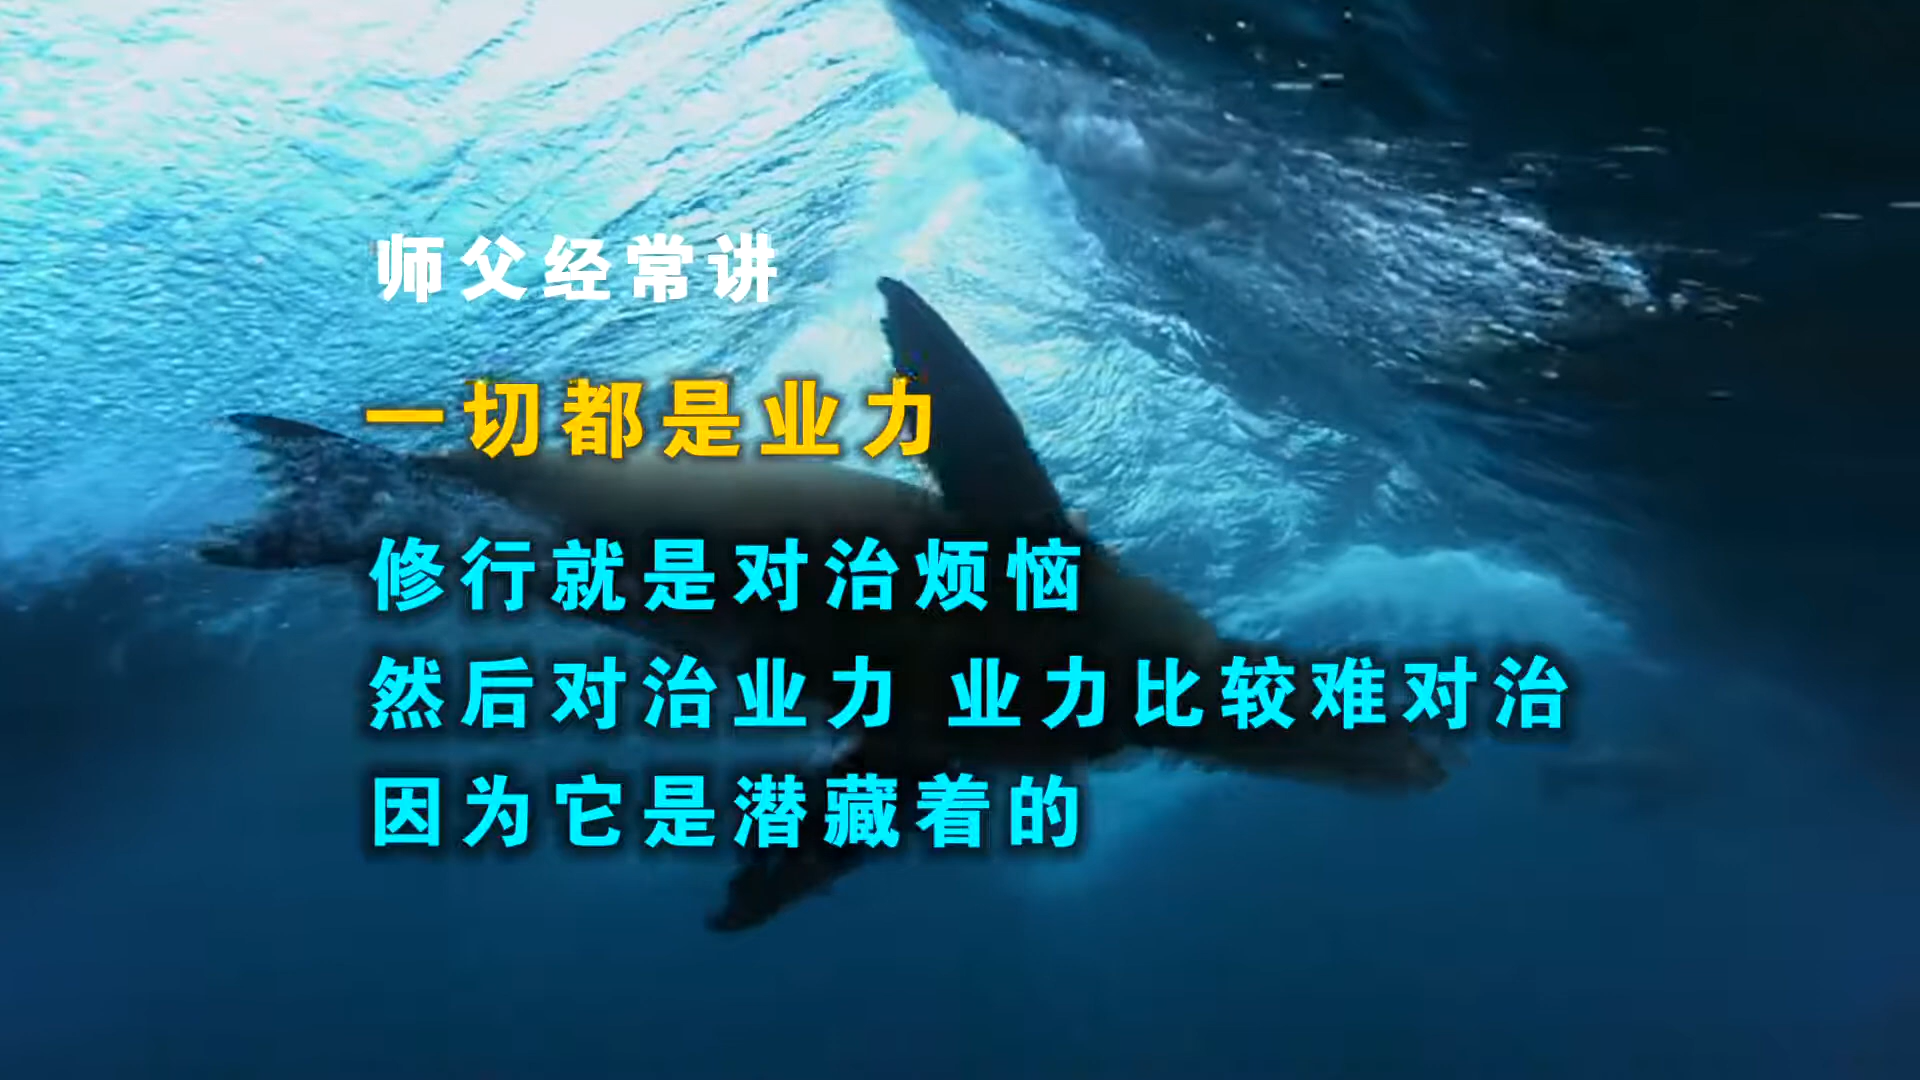 师父经常讲
一切都是业力
修行就是对治烦恼
然后对治业力 业力比较难对治
因为它是潜藏着的